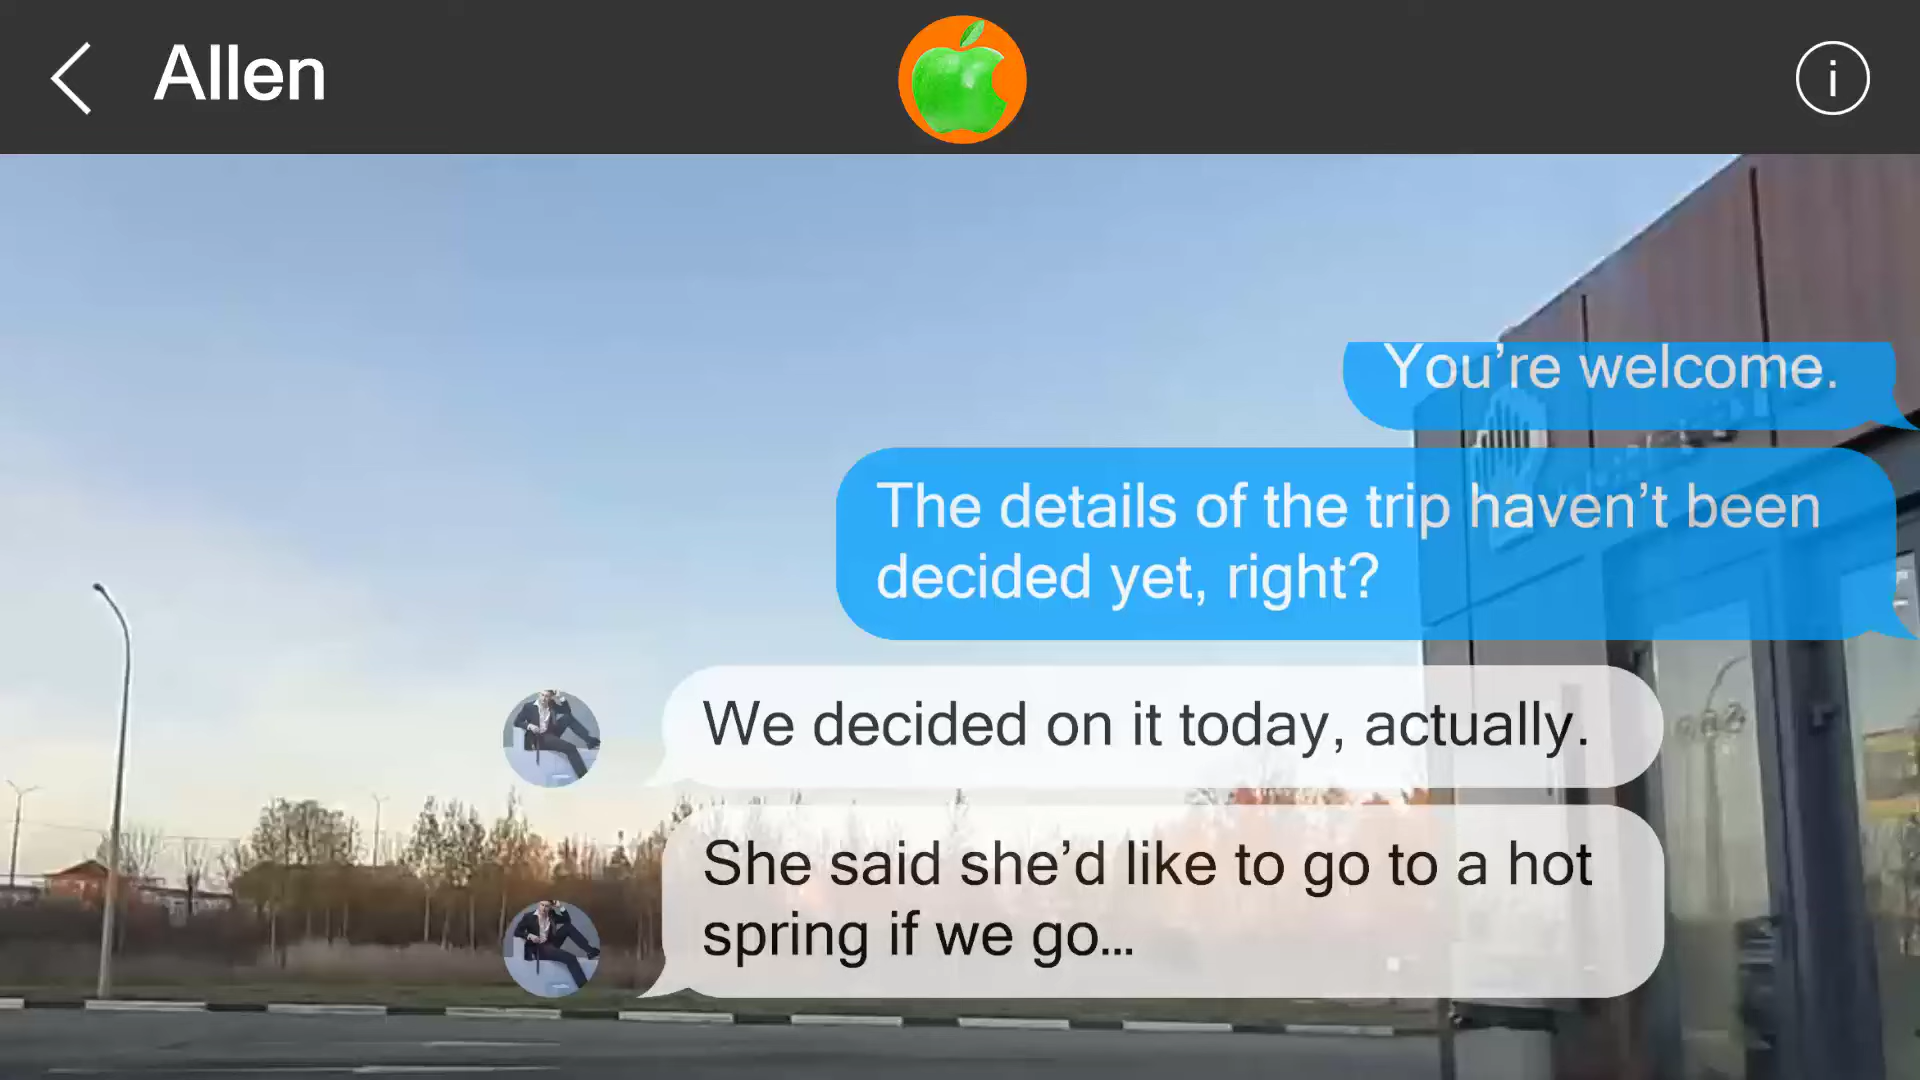 Allen
You’re welcome.
The details of the trip haven’t been
decided yet, right?
We decided on it today, actually.
She said she’d like to go to a hot
spring if we go...